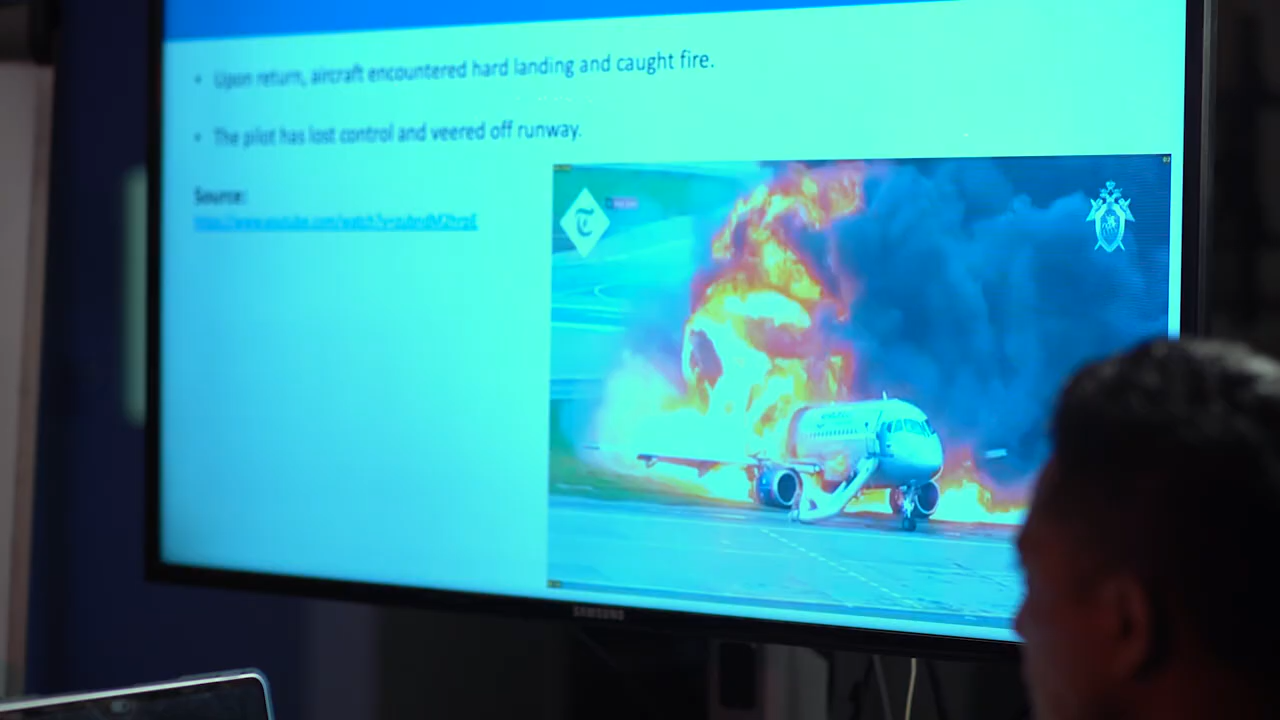 • Upon return, aircraft encountered hard landing and caught fire.
• The pilot has lost control and veered off runway.
Source:
T
SAMSUNG